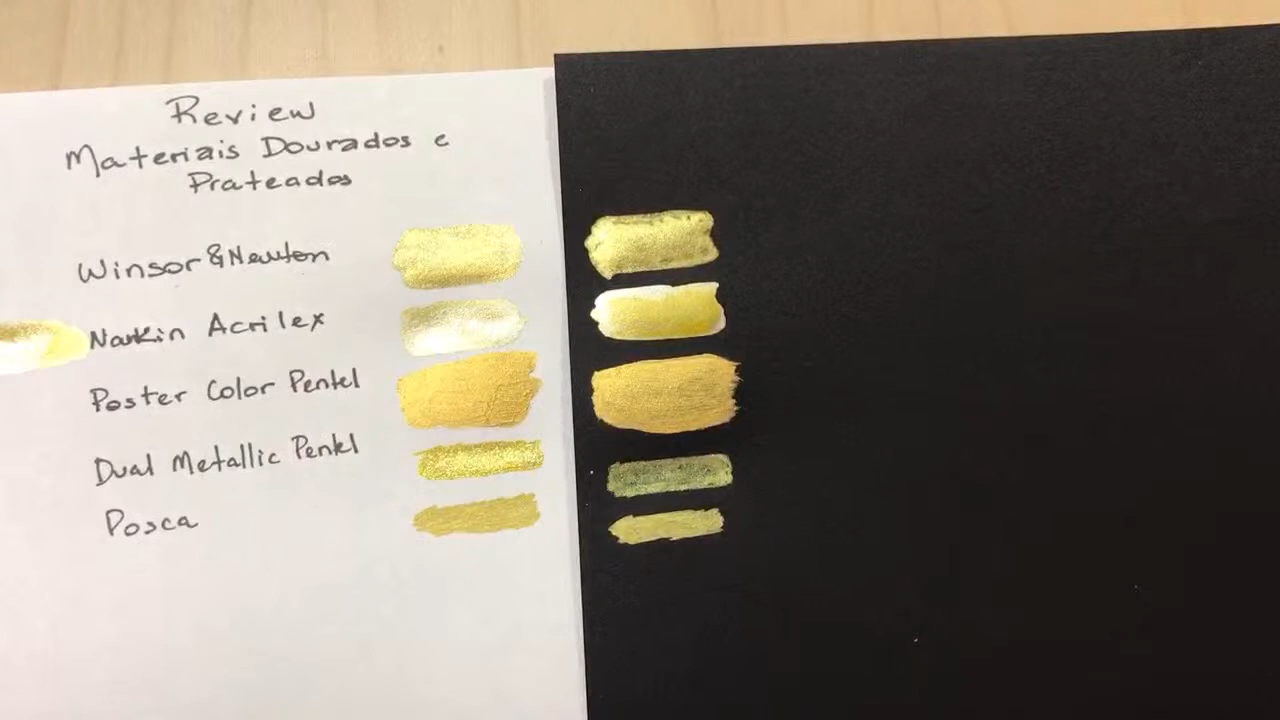 Review
Materiais Dourados e
Prateados
Winsor&Newton
Nankin Acrilex
Poster Color Pentel
Dual Metallic Pentel
Posca